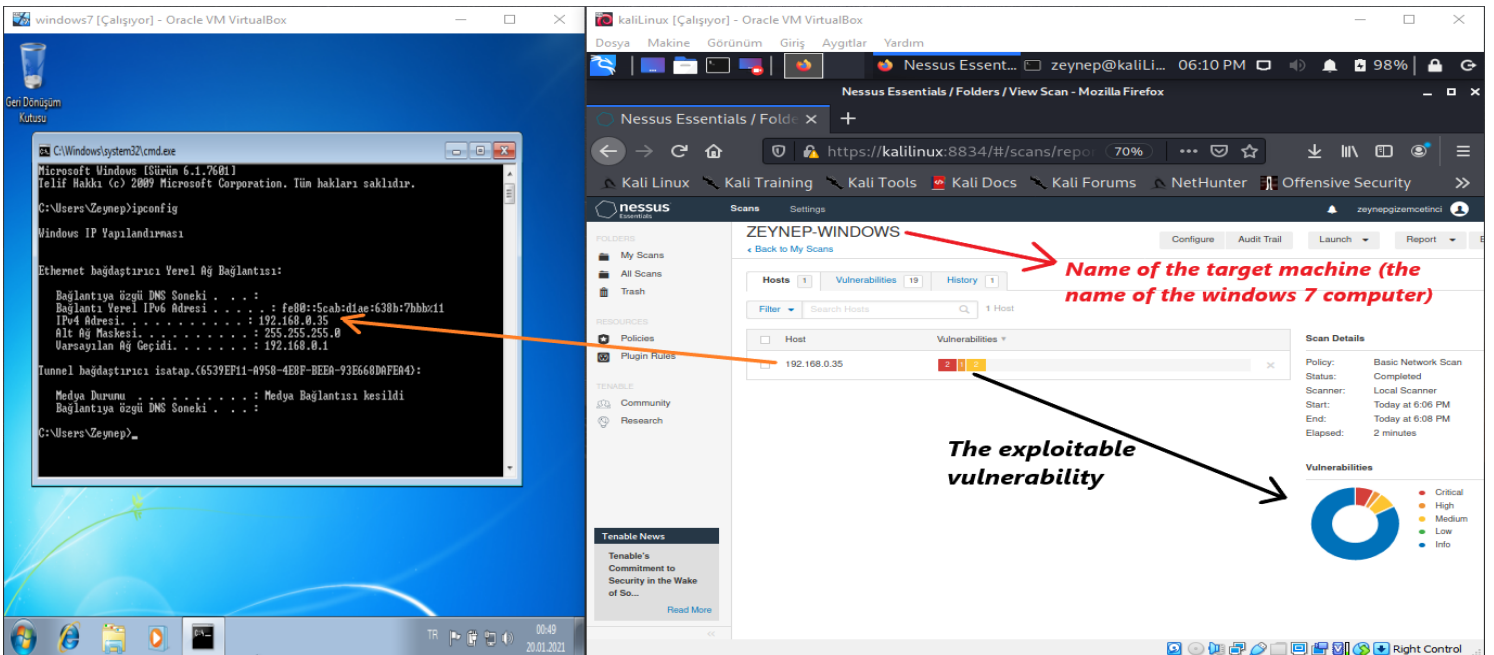 windows7 [Çalışıyor] - Oracle VM VirtualBox
Geri Dönüşüm
Kutusu
C:\Windows\system32\cmd.exe
Microsoft Windows [Sürüm 6.1.7601]
Telif Hakkı (c) 2009 Microsoft Corporation. Tüm hakları saklıdır.
C:\Users\Zeynep>ipconfig
Windows IP Yapılandırması
Ethernet bağdaştırıcı Yerel Ağ Bağlantısı:
Bağlantıya özgü DNS Soneki . . . :
Bağlantı Yerel IPv6 Adresi . . . . . : fe80::5cab:d1ae:638b:7bbb%11
IPv4 Adresi. . . . . . . . . . . : 192.168.0.35
Alt Ağ Maskesi. . . . . . . . . . : 255.255.255.0
Varsayılan Ağ Geçidi. . . . . . . : 192.168.0.1
Tunnel bağdaştırıcı isatap.{6539EF11-A958-4E8F-BEEA-93E668DAFEA4}:
Medya Durumu . . . . . . . . . . : Medya Bağlantısı kesildi
Bağlantıya özgü DNS Soneki . . . :
C:\Users\Zeynep>_
TR
00:49
20.01.2021
kaliLinux [Çalışıyor] - Oracle VM VirtualBox
Dosya Makine Görünüm Giriş Aygıtlar Yardım
Nessus Essent... zeynep@kaliLi... 06:10 PM 98%
Nessus Essentials / Folders / View Scan - Mozilla Firefox
Nessus Essentials / Folde
https://kalilinux:8834/#/scans/repo 70%
Kali Linux Kali Training Kali Tools Kali Docs Kali Forums NetHunter Offensive Security
nessus Essentials Scans Settings zeynepgizemcetinci
FOLDERS
My Scans
All Scans
Trash
RESOURCES
Policies
Plugin Rules
TENABLE
Community
Research
Tenable News
Tenable's
Commitment to
Security in the Wake
of So...
Read More
ZEYNEP-WINDOWS
Back to My Scans
Configure Audit Trail Launch Report
Name of the target machine (the
name of the windows 7 computer)
Hosts 1 Vulnerabilities 19 History 1
Filter Search Hosts 1 Host
Host Vulnerabilities
192.168.0.35 2 1 2
The exploitable
vulnerability
Scan Details
Policy: Basic Network Scan
Status: Completed
Scanner: Local Scanner
Start: Today at 6:06 PM
End: Today at 6:08 PM
Elapsed: 2 minutes
Vulnerabilities
Critical
High
Medium
Low
Info
Right Control